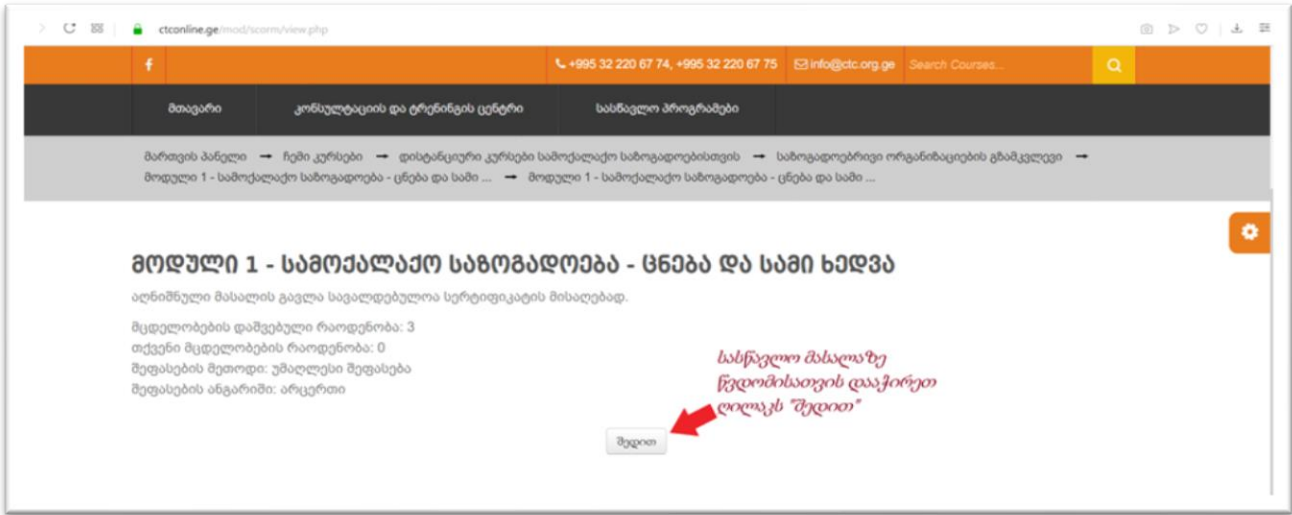 ctconline.ge/mod/scorm/view.php
+995 32 220 67 74, +995 32 220 67 75 info@ctc.org.ge Search Courses...
მთავარი კონსულტაციის და ტრენინგის ცენტრი სასწავლო პროგრამები
მართვის პანელი → ჩემი კურსები → დისტანციური კურსები სამოქალაქო საზოგადოებისთვის → საზოგადოებრივი ორგანიზაციების გზამკვლევი →
მოდული 1 - სამოქალაქო საზოგადოება - ცნება და სამი ... → მოდული 1 - სამოქალაქო საზოგადოება - ცნება და სამი ...
მოდული 1 - სამოქალაქო საზოგადოება - ცნება და სამი ხედვა
აღნიშნული მასალის გავლა სავალდებულოა სერტიფიკატის მისაღებად.
მცდელობების დაშვებული რაოდენობა: 3
თქვენი მცდელობების რაოდენობა: 0
შეფასების მეთოდი: უმაღლესი შეფასება
შეფასების ანგარიში: არცერთი
სასწავლო მასალაზე
წვდომისათვის დააჭირეთ
ღილაკს "შედით"
შედით